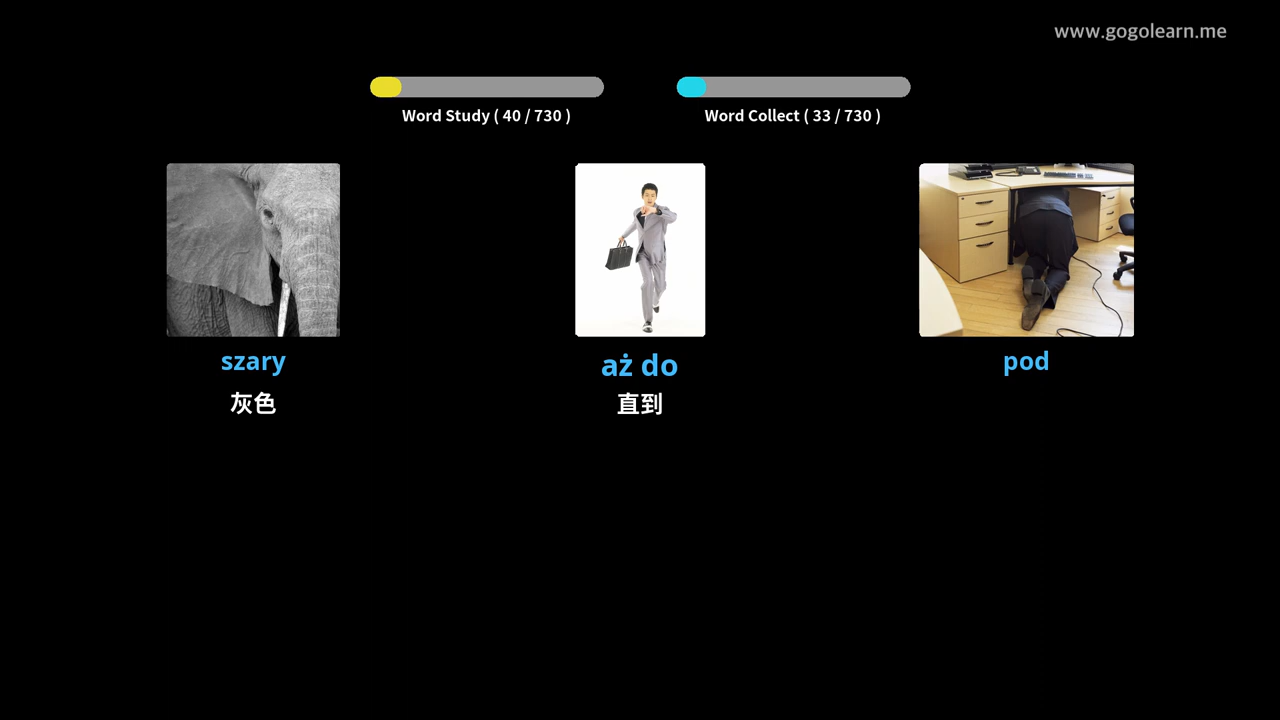 www.gogolearn.me
Word Study ( 40 / 730 )
Word Collect ( 33 / 730 )
szary
aż do
pod
灰色
直到